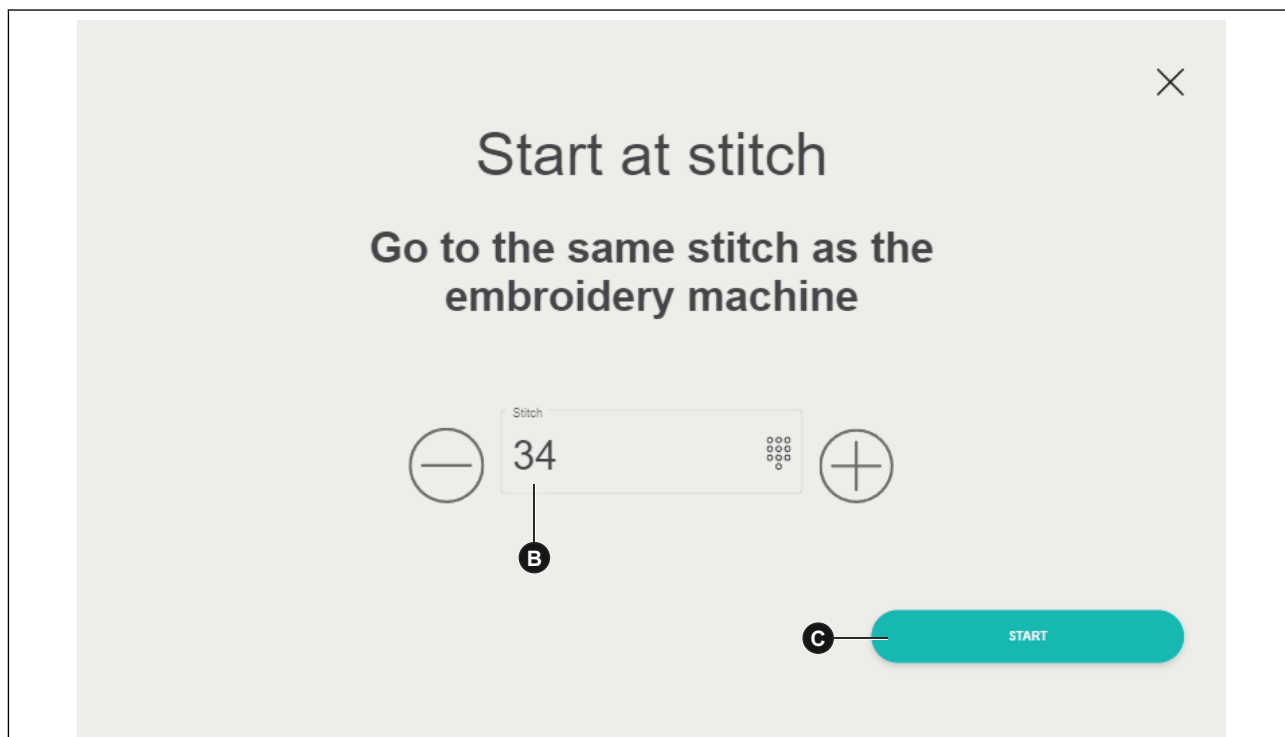 Start at stitch
Go to the same stitch as the
embroidery machine
Stitch
34
B
C
START